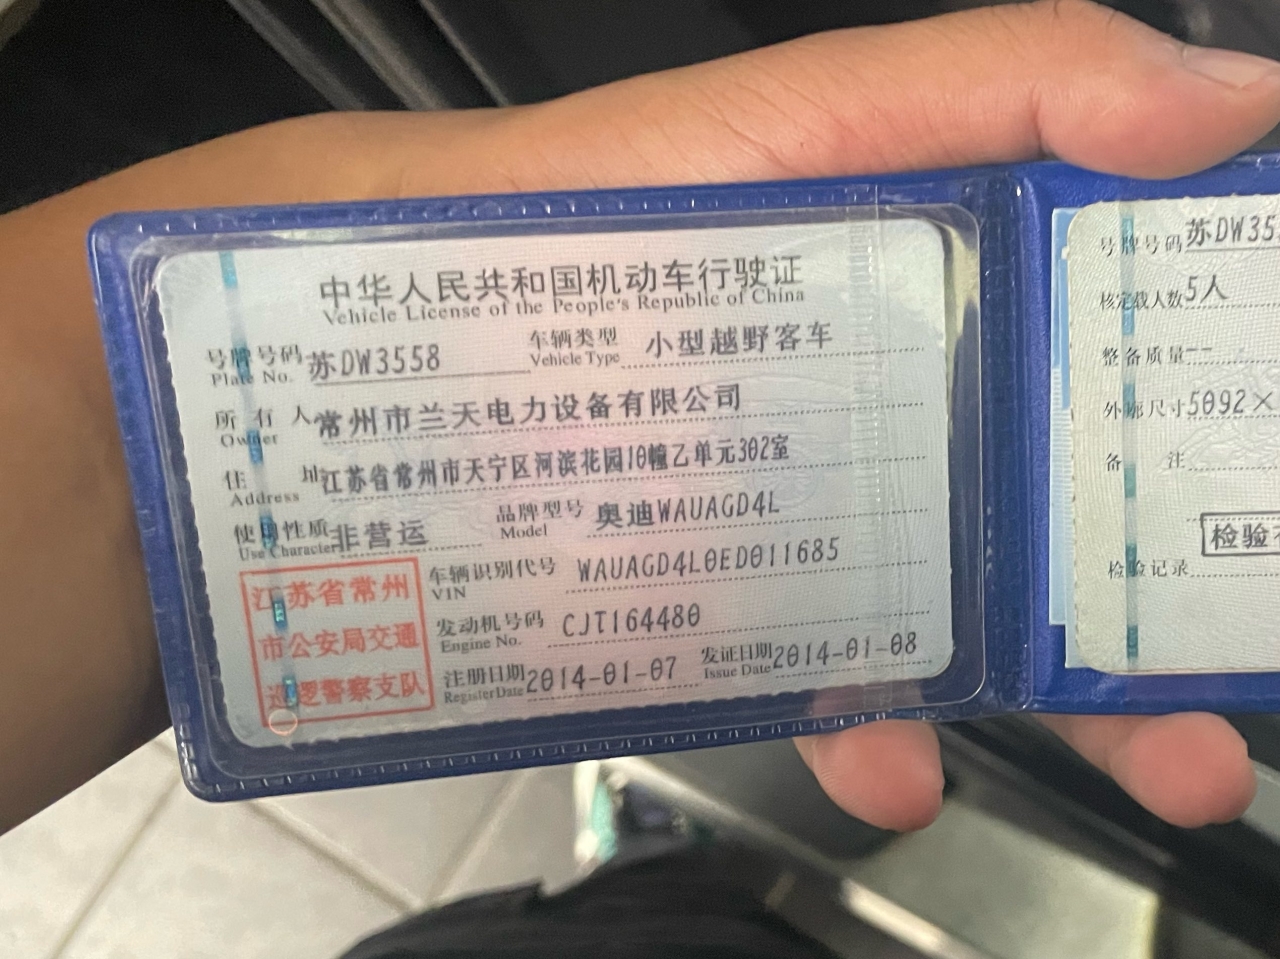 中华人民共和国机动车行驶证
Vehicle License of the People's Republic of China
号牌号码 苏DW3558 车辆类型 小型越野客车
Plate No. Vehicle Type
所有人 常州市兰天电力设备有限公司
Owner
住址 江苏省常州市天宁区河滨花园10幢乙单元302室
Address
使用性质 非营运 品牌型号 奥迪WAUAGD4L
Use Character Model
车辆识别代号 WAUAGD4L0ED011685
VIN
发动机号码 CJT164480
Engine No.
注册日期 2014-01-07 发证日期 2014-01-08
Register Date Issue Date
江苏省常州
市公安局交通
巡逻警察支队
号牌号码 苏DW35
核定载人数 5人
整备质量 --
外廓尺寸 5092×
备注
检验
检验记录